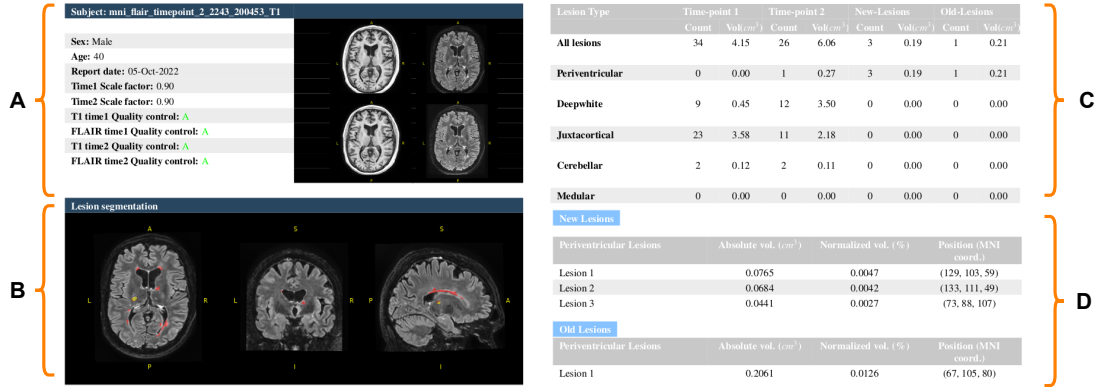 A
Subject: mni_flair_timepoint_2_2243_200453_T1
Sex: Male
Age: 40
Report date: 05-Oct-2022
Time1 Scale factor: 0.90
Time2 Scale factor: 0.90
T1 time1 Quality control: A
FLAIR time1 Quality control: A
T1 time2 Quality control: A
FLAIR time2 Quality control: A
A A
L R L R
P P
A A
L R L R
P P
B
Lesion segmentation
A S S
L R L R P A
P I I
C
Lesion Type Time-point 1 Time-point 2 New-Lesions Old-Lesions
Count Vol(cm³) Count Vol(cm³) Count Vol(cm³) Count Vol(cm³)
All lesions 34 4.15 26 6.06 3 0.19 1 0.21
Periventricular 0 0.00 1 0.27 3 0.19 1 0.21
Deepwhite 9 0.45 12 3.50 0 0.00 0 0.00
Juxtacortical 23 3.58 11 2.18 0 0.00 0 0.00
Cerebellar 2 0.12 2 0.11 0 0.00 0 0.00
Medular 0 0.00 0 0.00 0 0.00 0 0.00
D
New Lesions
Periventricular Lesions Absolute vol. (cm³) Normalized vol. (%) Position (MNI
coord.)
Lesion 1 0.0765 0.0047 (129, 103, 59)
Lesion 2 0.0684 0.0042 (133, 111, 49)
Lesion 3 0.0441 0.0027 (73, 88, 107)
Old Lesions
Periventricular Lesions Absolute vol. (cm³) Normalized vol. (%) Position (MNI
coord.)
Lesion 1 0.2061 0.0126 (67, 105, 80)